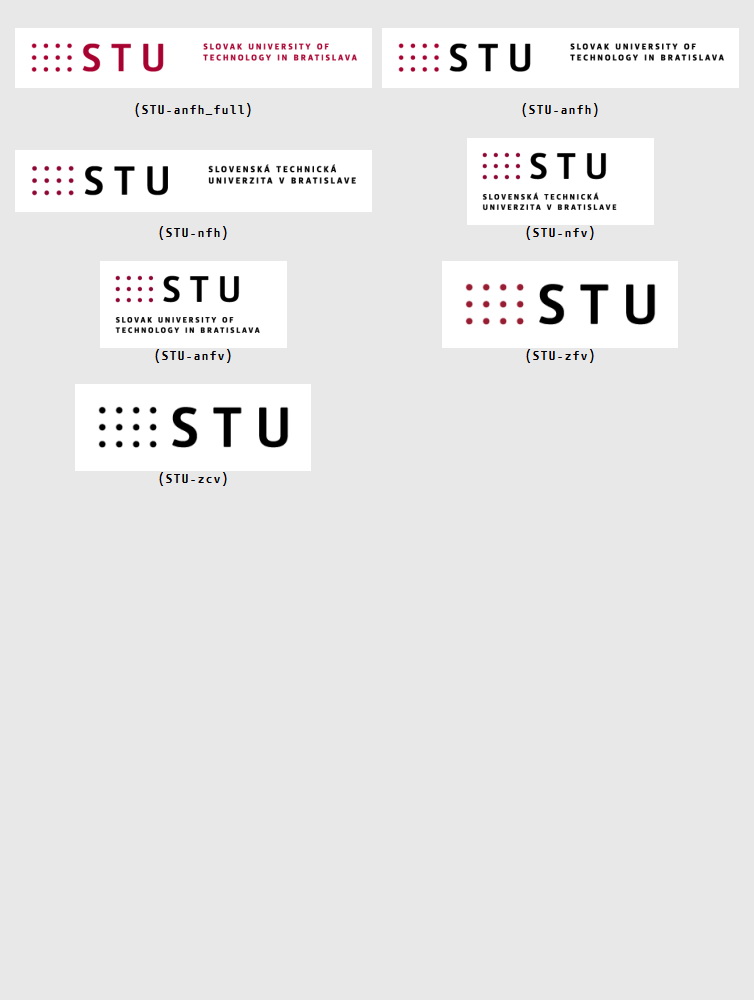 STU SLOVAK UNIVERSITY OF
TECHNOLOGY IN BRATISLAVA
STU SLOVAK UNIVERSITY OF
TECHNOLOGY IN BRATISLAVA
(STU-anfh_full)
(STU-anfh)
STU SLOVENSKÁ TECHNICKÁ
UNIVERZITA V BRATISLAVE
STU
SLOVENSKÁ TECHNICKÁ
UNIVERZITA V BRATISLAVE
(STU-nfh)
(STU-nfv)
STU
SLOVAK UNIVERSITY OF
TECHNOLOGY IN BRATISLAVA
STU
(STU-anfv)
(STU-zfv)
STU
(STU-zcv)